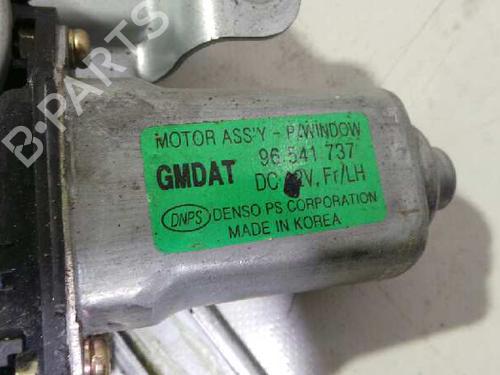 B-PARTS
MOTOR ASS'Y - P/WINDOW
GMDAT 96 541 737
DC 12V, Fr/LH
DNPS DENSO PS CORPORATION
MADE IN KOREA